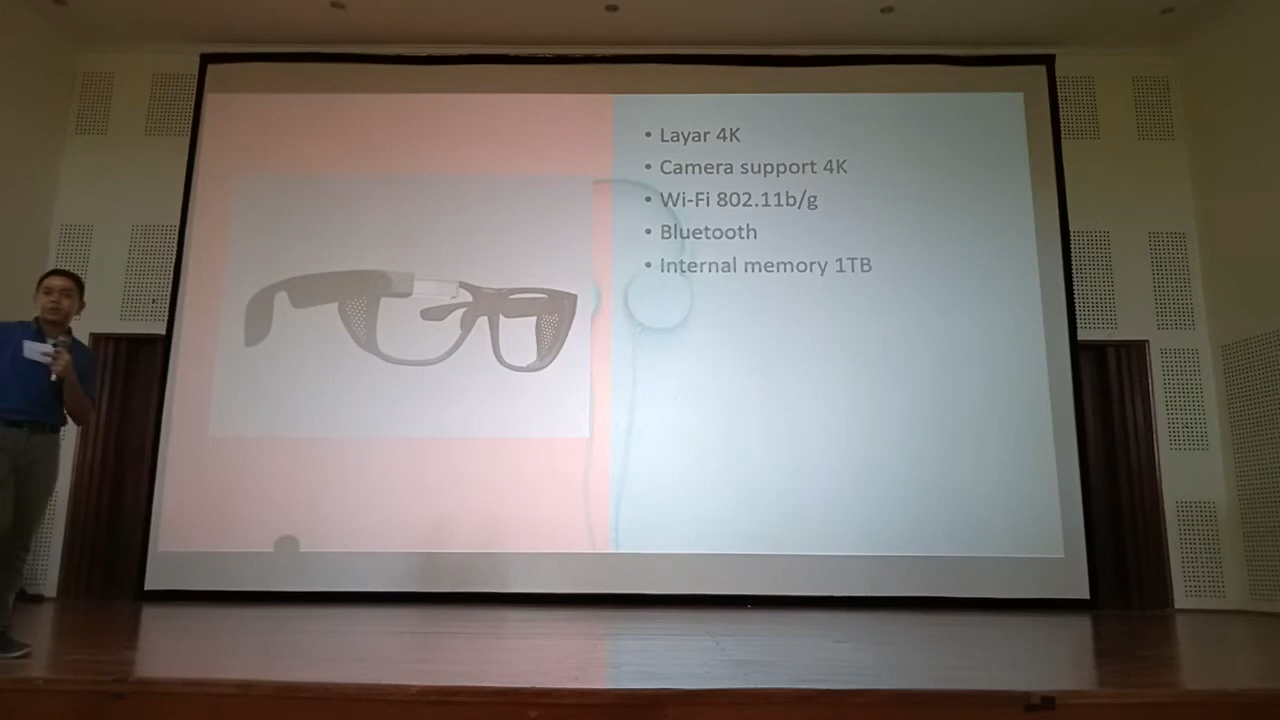 • Layar 4K
• Camera support 4K
• Wi-Fi 802.11b/g
• Bluetooth
• Internal memory 1TB